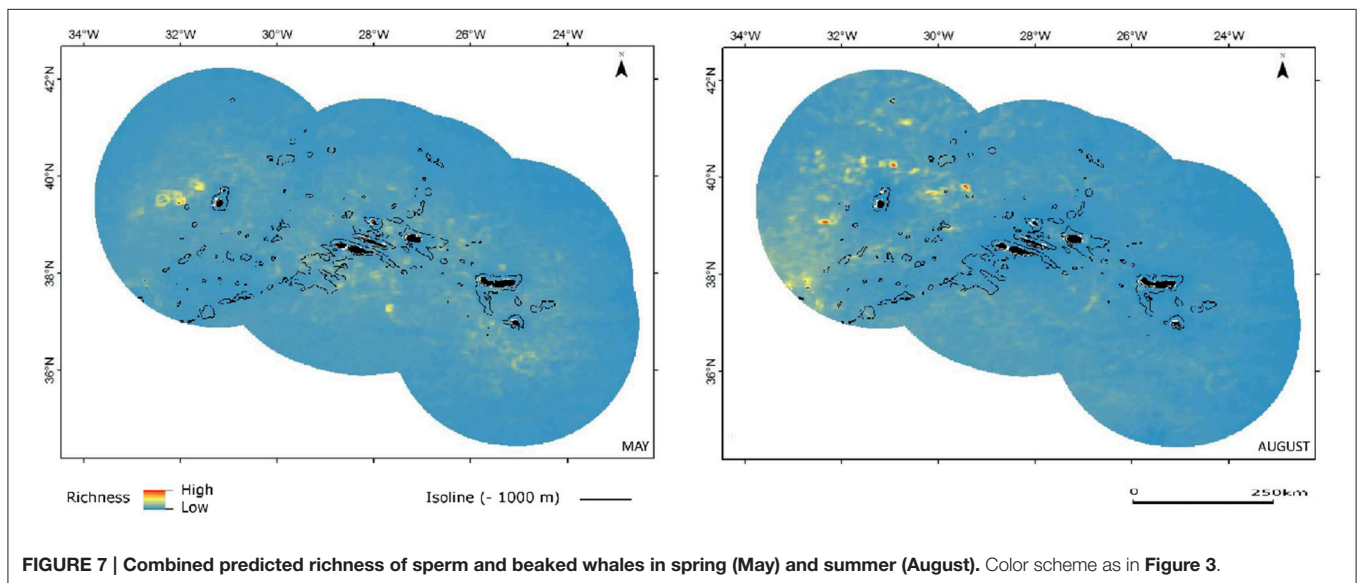 34°W 32°W 30°W 28°W 26°W 24°W
42°N
40°N
38°N
36°N
N
MAY
34°W 32°W 30°W 28°W 26°W 24°W
42°N
40°N
38°N
36°N
N
AUGUST
Richness High
Low
Isoline (- 1000 m)
0 250km
FIGURE 7 | Combined predicted richness of sperm and beaked whales in spring (May) and summer (August). Color scheme as in Figure 3.